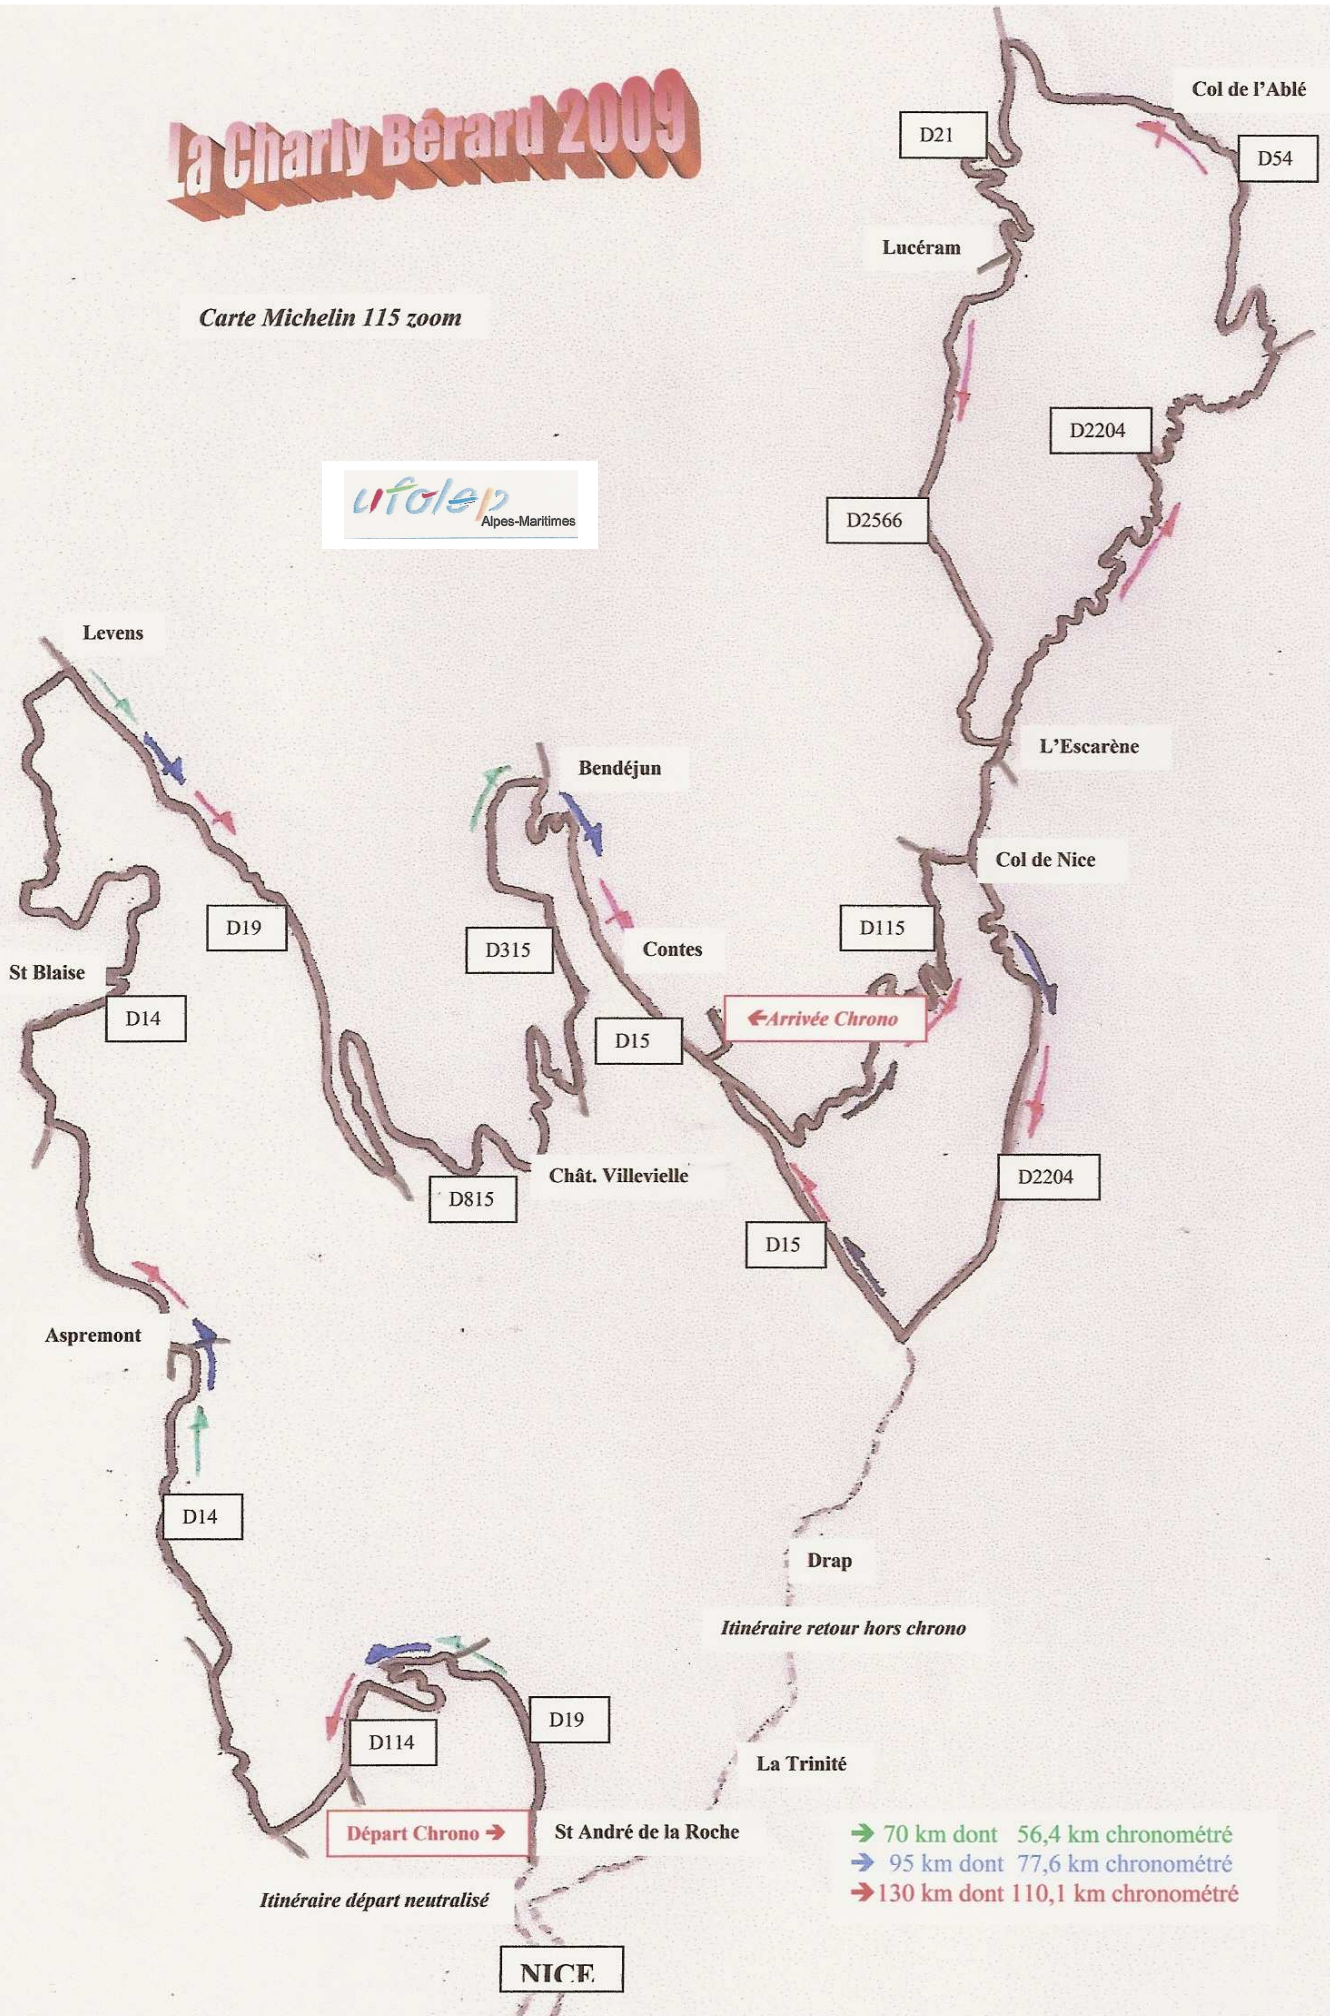 La Charly Bérard 2009
Col de l'Ablé
D21
D54
Lucéram
Carte Michelin 115 zoom
D2204
ufolep
Alpes-Maritimes
D2566
Levens
L'Escarène
Bendéjun
Col de Nice
D19
D315
Contes
D115
St Blaise
D14
D15
←Arrivée Chrono
Chât. Villevielle
D2204
D815
D15
Aspremont
D14
Drap
Itinéraire retour hors chrono
D19
D114
La Trinité
Départ Chrono →
St André de la Roche
→ 70 km dont 56,4 km chronométré
→ 95 km dont 77,6 km chronométré
→130 km dont 110,1 km chronométré
Itinéraire départ neutralisé
NICE